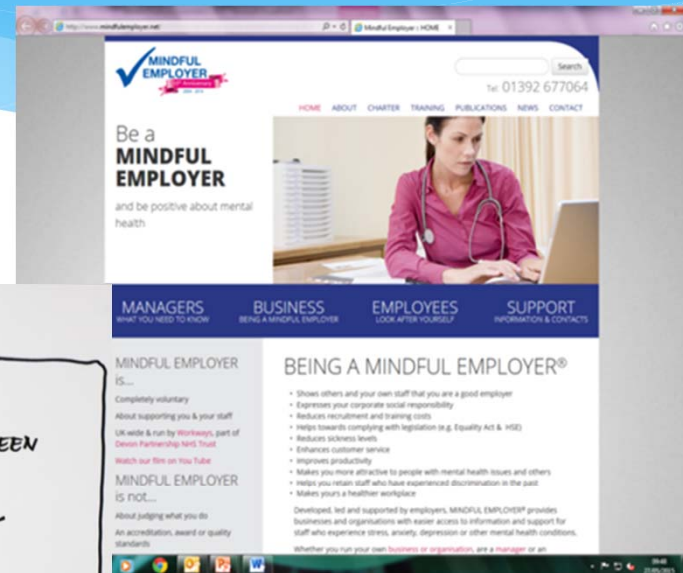 http://www.mindfulemployer.net/
Mindful Employer :: HOME
MINDFUL
EMPLOYER
Search
Tel: 01392 677064
HOME ABOUT CHARTER TRAINING PUBLICATIONS NEWS CONTACT
Be a
MINDFUL
EMPLOYER
and be positive about mental
health
MANAGERS
WHAT YOU NEED TO KNOW
BUSINESS
BEING A MINDFUL EMPLOYER
EMPLOYEES
LOOK AFTER YOURSELF
SUPPORT
INFORMATION & CONTACTS
MINDFUL EMPLOYER
is...
Completely voluntary
About supporting you & your staff
UK-wide & run by Workways, part of
Devon Partnership NHS Trust
Watch our film on You Tube
MINDFUL EMPLOYER
is not...
About judging what you do
An accreditation, award or quality
standards
BEING A MINDFUL EMPLOYER®
• Shows others and your own staff that you are a good employer
• Expresses your corporate social responsibility
• Reduces recruitment and training costs
• Helps towards complying with legislation (e.g. Equality Act & HSE)
• Reduces sickness levels
• Enhances customer service
• Improves productivity
• Makes you more attractive to people with mental health issues and others
• Helps you retain staff who have experienced discrimination in the past
• Makes yours a healthier workplace
Developed, led and supported by employers, MINDFUL EMPLOYER® provides
businesses and organisations with easier access to information and support for
staff who experience stress, anxiety, depression or other mental health conditions.
Whether you run your own business or organisation, are a manager or an